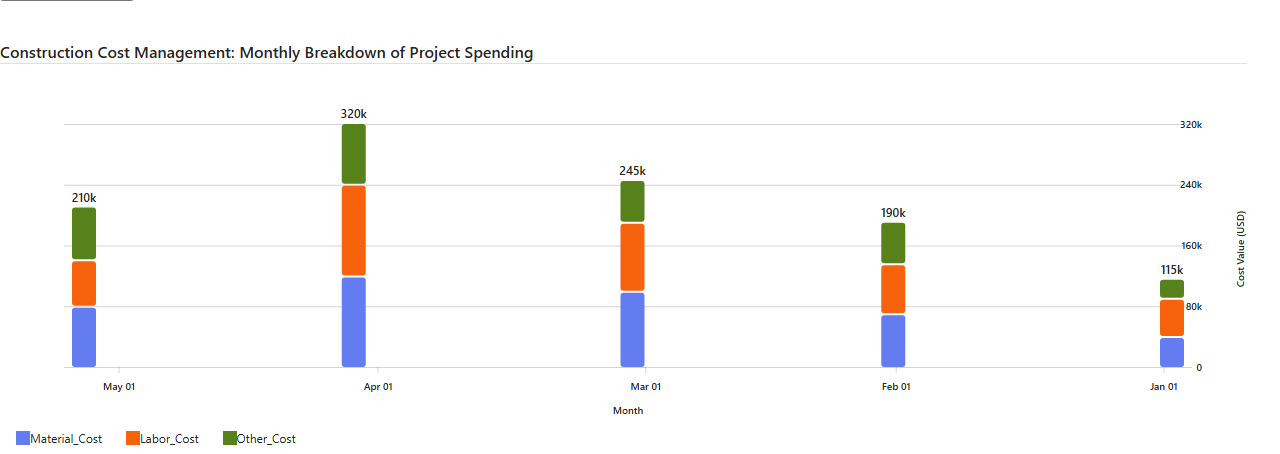 Construction Cost Management: Monthly Breakdown of Project Spending
320k
245k
210k
190k
115k
320k
240k
160k
80k
0
Cost Value (USD)
May 01
Apr 01
Mar 01
Feb 01
Jan 01
Month
Material_Cost
Labor_Cost
Other_Cost